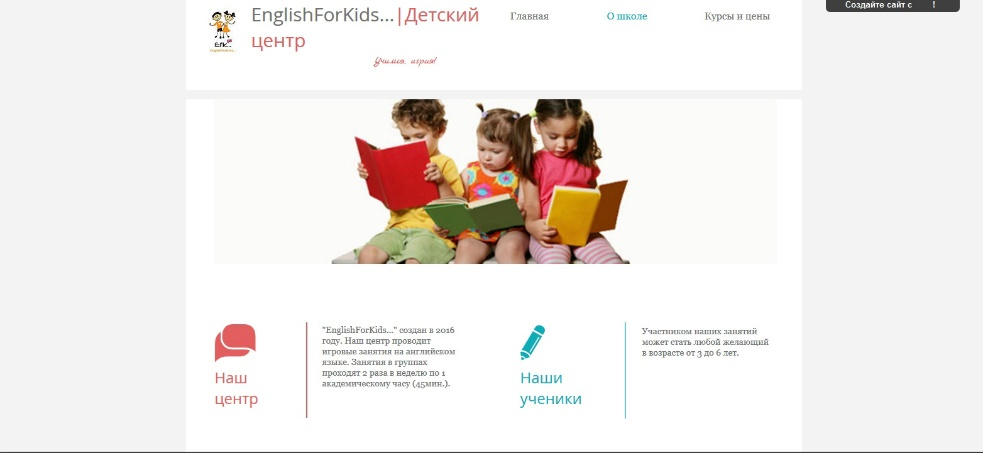 EnglishForKids...|Детский
центр
Учимся, играя!
Главная
О школе
Курсы и цены
Создайте сайт с !
Наш
центр
"EnglishForKids..." создан в 2016
году. Наш центр проводит
игровые занятия на английском
языке. Занятия в группах
проходят 2 раза в неделю по 1
академическому часу (45мин.).
Наши
ученики
Участником наших занятий
может стать любой желающий
в возрасте от 3 до 6 лет.